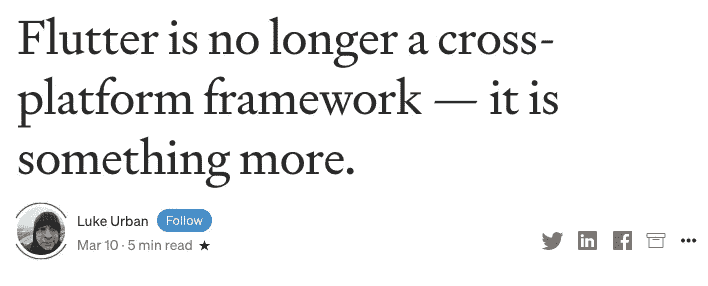 Flutter is no longer a cross-
platform framework — it is
something more.
Luke Urban Follow
Mar 10 · 5 min read ★